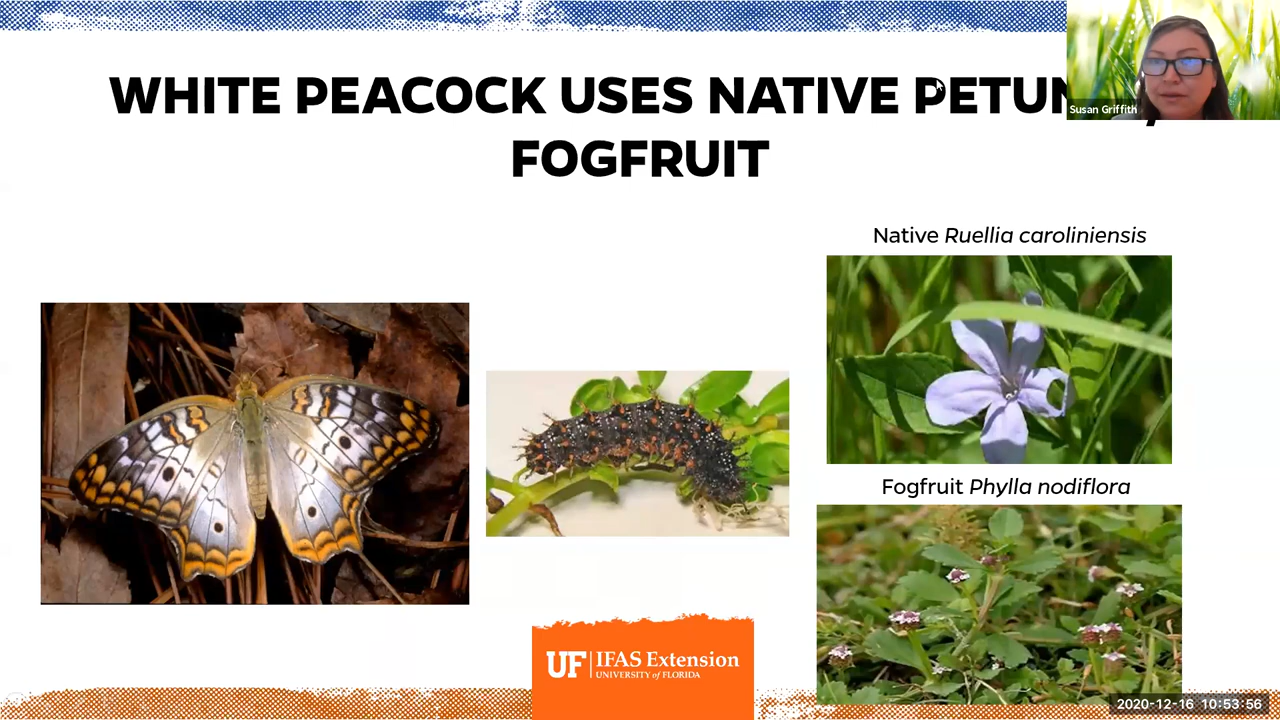 WHITE PEACOCK USES NATIVE
FOGFRUIT
Susan Griffith
Native Ruellia caroliniensis
Fogfruit Phylla nodiflora
UF IFAS Extension
UNIVERSITY of FLORIDA
2020-12-16 10:53:56